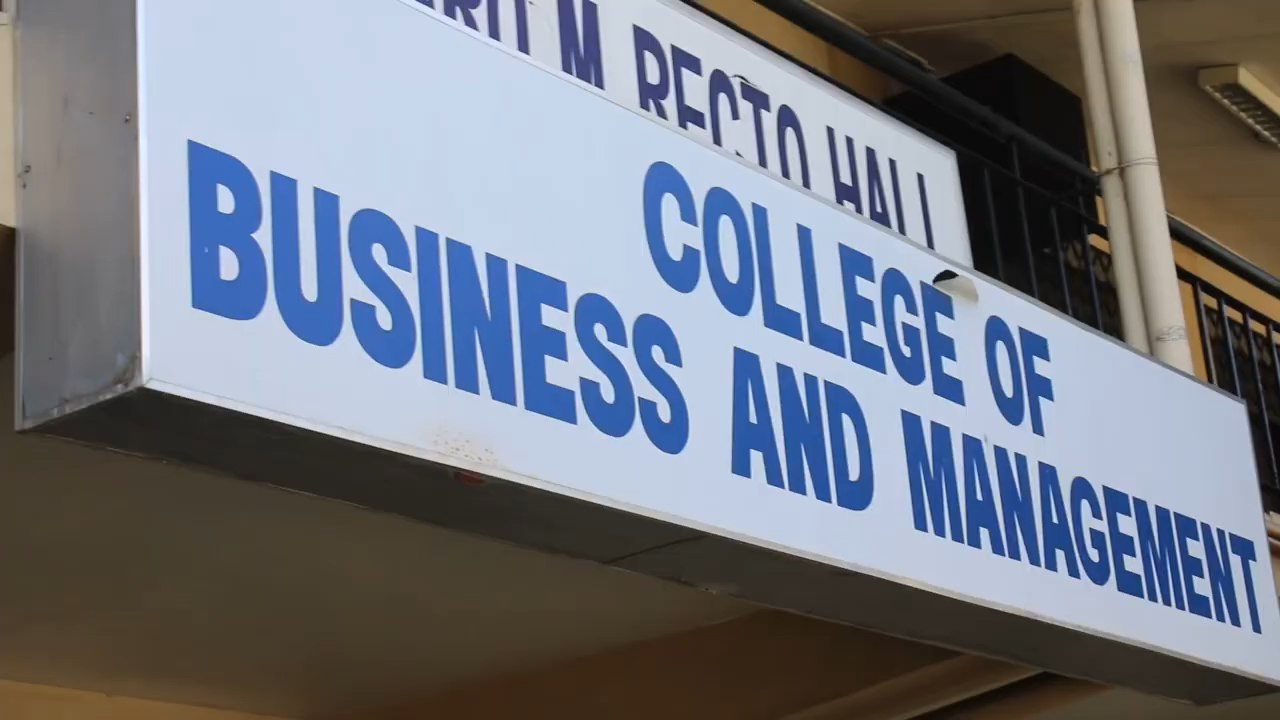 M RECTO HALL
COLLEGE OF
BUSINESS AND MANAGEMENT